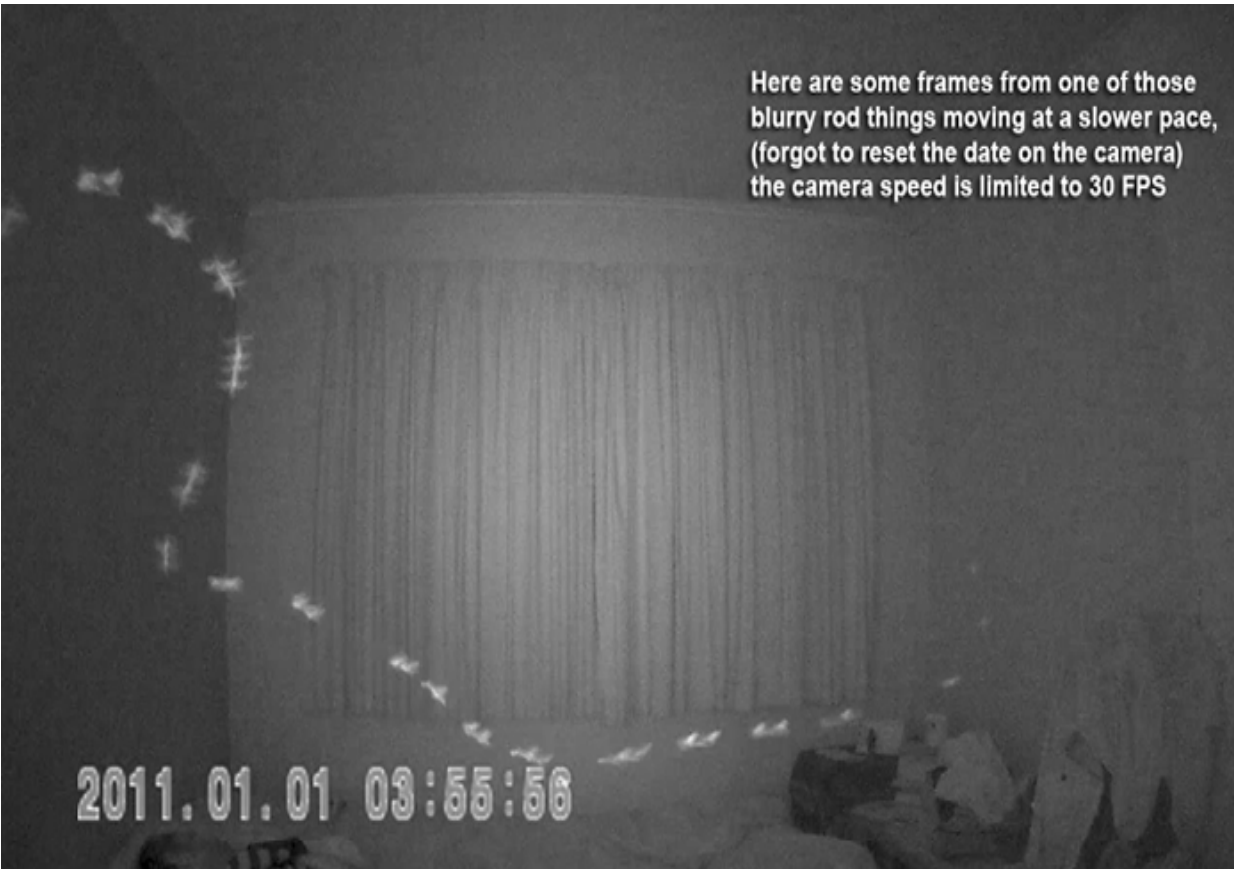 Here are some frames from one of those
blurry rod things moving at a slower pace,
(forgot to reset the date on the camera)
the camera speed is limited to 30 FPS
2011.01.01 03:55:56